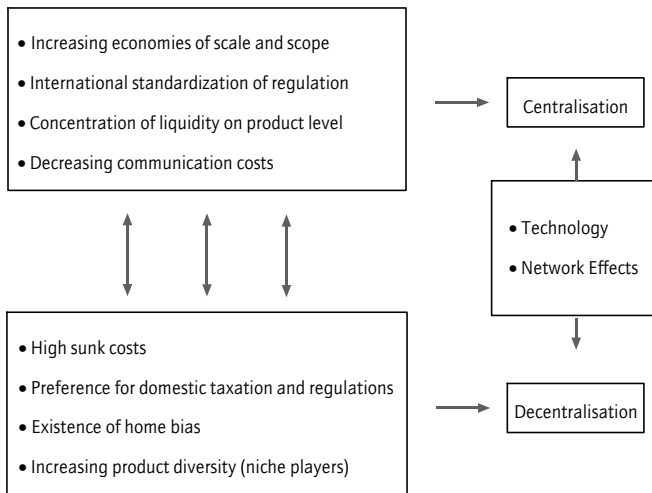 • Increasing economies of scale and scope
• International standardization of regulation
• Concentration of liquidity on product level
• Decreasing communication costs
Centralisation
• Technology
• Network Effects
• High sunk costs
• Preference for domestic taxation and regulations
• Existence of home bias
• Increasing product diversity (niche players)
Decentralisation